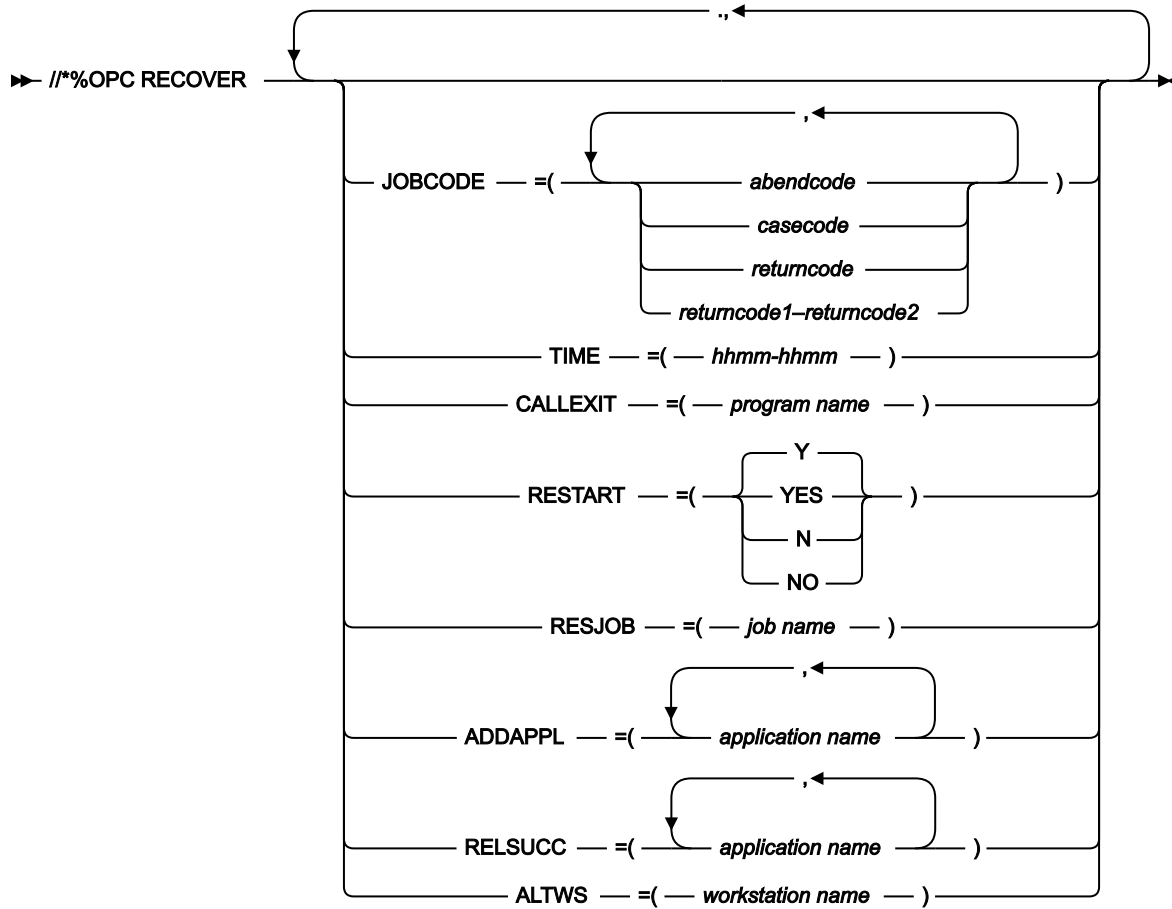 .,
//*%OPC RECOVER
,
JOBCODE =( abendcode )
casecode
returncode
returncode1–returncode2
TIME =( hhmm-hhmm )
CALLEXIT =( program name )
Y
RESTART =( YES )
N
NO
RESJOB =( job name )
,
ADDAPPL =( application name )
,
RELSUCC =( application name )
ALTWS =( workstation name )